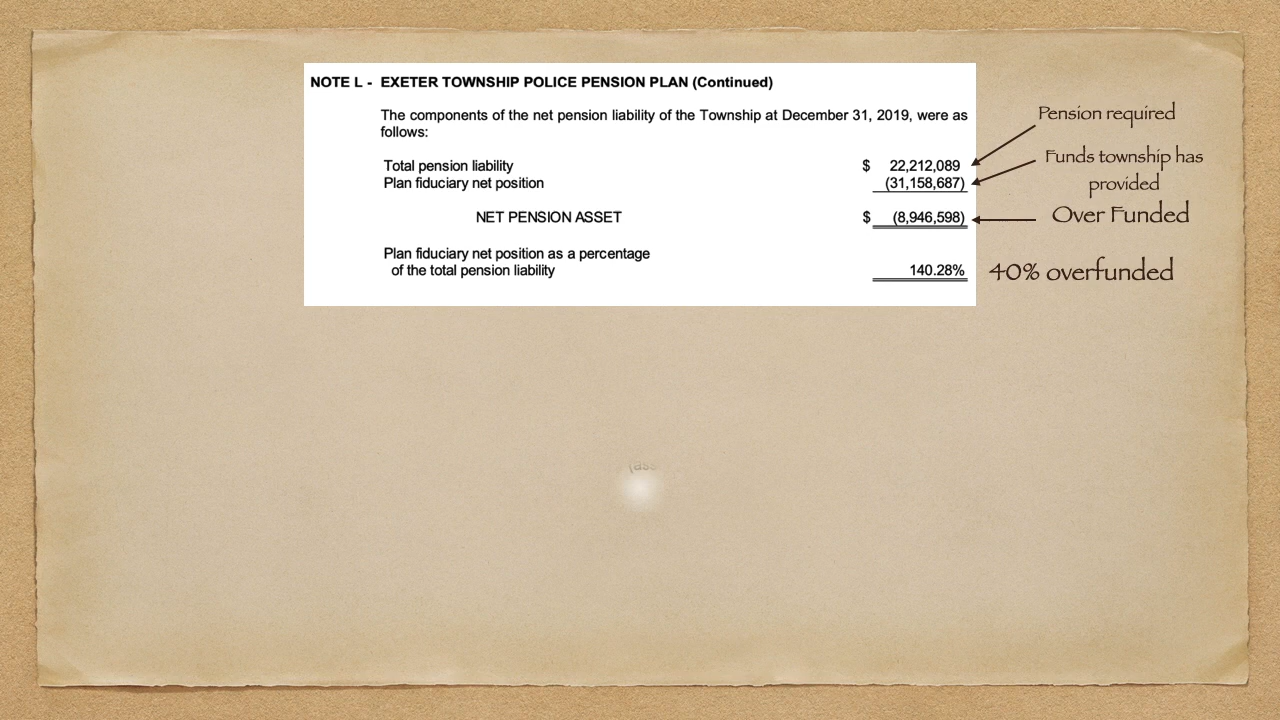 NOTE L - EXETER TOWNSHIP POLICE PENSION PLAN (Continued)
The components of the net pension liability of the Township at December 31, 2019, were as
follows:
Total pension liability $ 22,212,089
Plan fiduciary net position (31,158,687)
NET PENSION ASSET $ (8,946,598)
Plan fiduciary net position as a percentage
of the total pension liability 140.28%
Pension required
Funds township has
provided
Over Funded
40% overfunded